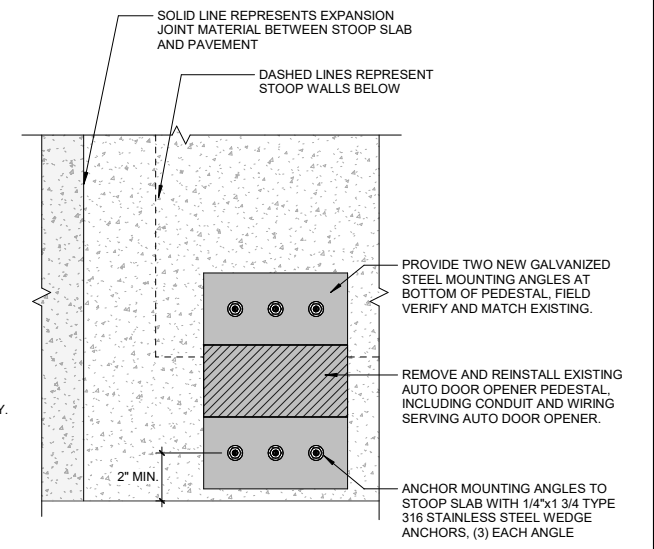 SOLID LINE REPRESENTS EXPANSION
JOINT MATERIAL BETWEEN STOOP SLAB
AND PAVEMENT
DASHED LINES REPRESENT
STOOP WALLS BELOW
PROVIDE TWO NEW GALVANIZED
STEEL MOUNTING ANGLES AT
BOTTOM OF PEDESTAL, FIELD
VERIFY AND MATCH EXISTING.
REMOVE AND REINSTALL EXISTING
AUTO DOOR OPENER PEDESTAL,
INCLUDING CONDUIT AND WIRING
SERVING AUTO DOOR OPENER.
Y.
2" MIN.
ANCHOR MOUNTING ANGLES TO
STOOP SLAB WITH 1/4"x1 3/4 TYPE
316 STAINLESS STEEL WEDGE
ANCHORS, (3) EACH ANGLE